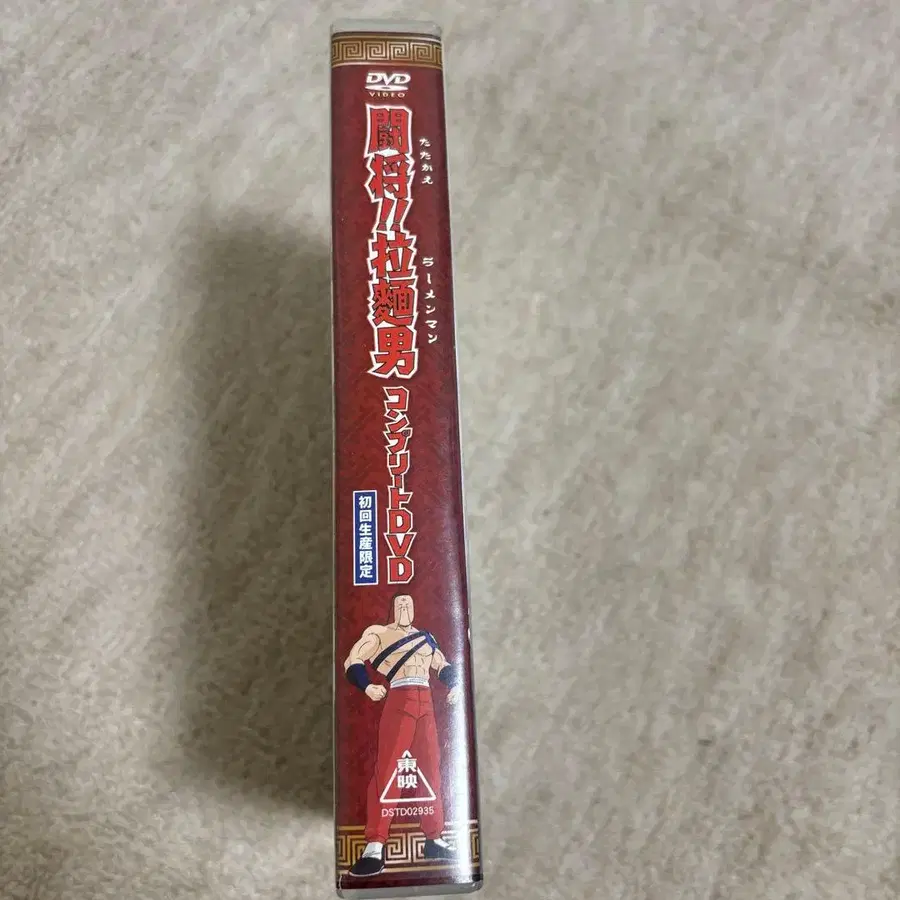 DVD
VIDEO
闘将!!拉麵男
たたかえ
ラーメンマン
コンプリートDVD
初回生産限定
東映
DSTD02935